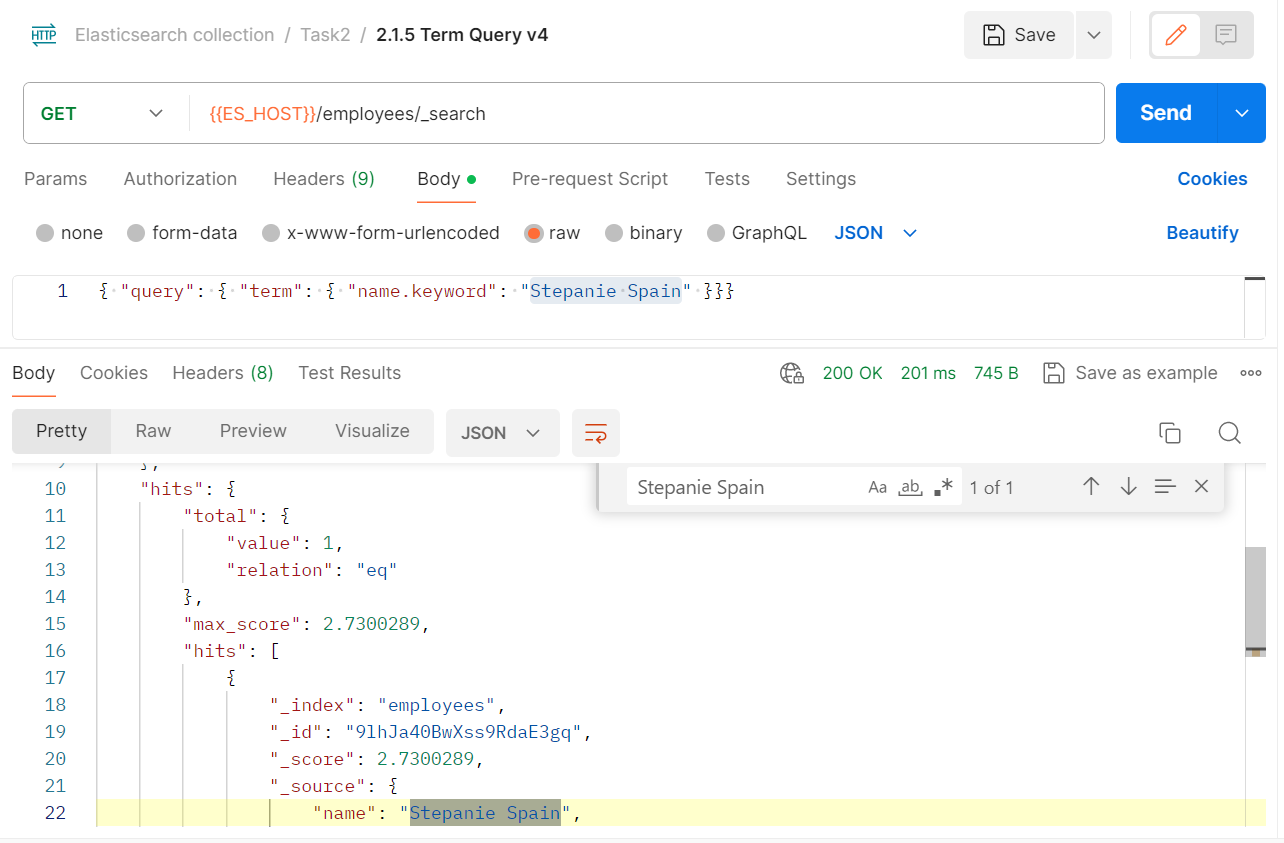 HTTP Elasticsearch collection / Task2 / 2.1.5 Term Query v4 Save
GET {{ES_HOST}}/employees/_search Send
Params Authorization Headers (9) Body Pre-request Script Tests Settings Cookies
none form-data x-www-form-urlencoded raw binary GraphQL JSON Beautify
1 { "query": { "term": { "name.keyword": "Stepanie Spain" }}}
Body Cookies Headers (8) Test Results 200 OK 201 ms 745 B Save as example
Pretty Raw Preview Visualize JSON
9 },
Stepanie Spain Aa ab 1 of 1
10 "hits": {
11 "total": {
12 "value": 1,
13 "relation": "eq"
14 },
15 "max_score": 2.7300289,
16 "hits": [
17 {
18 "_index": "employees",
19 "_id": "9lhJa40BwXss9RdaE3gq",
20 "_score": 2.7300289,
21 "_source": {
22 "name": "Stepanie Spain",